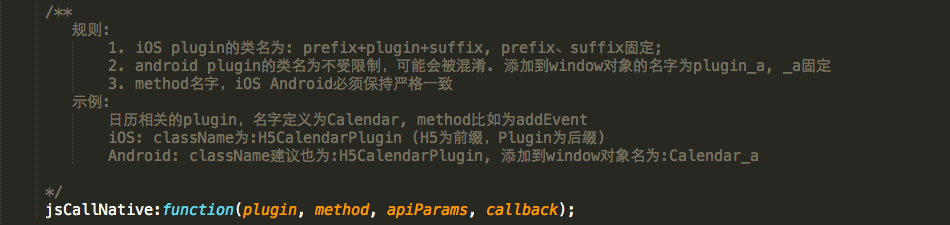 /**
规则:
1. iOS plugin的类名为: prefix+plugin+suffix, prefix、suffix固定;
2. android plugin的类名为不受限制，可能会被混淆. 添加到window对象的名字为plugin_a, _a固定
3. method名字，iOS Android必须保持严格一致
示例:
日历相关的plugin，名字定义为Calendar, method比如为addEvent
iOS: className为:H5CalendarPlugin (H5为前缀，Plugin为后缀)
Android: className建议也为:H5CalendarPlugin, 添加到window对象名为:Calendar_a
*/
jsCallNative:function(plugin, method, apiParams, callback);